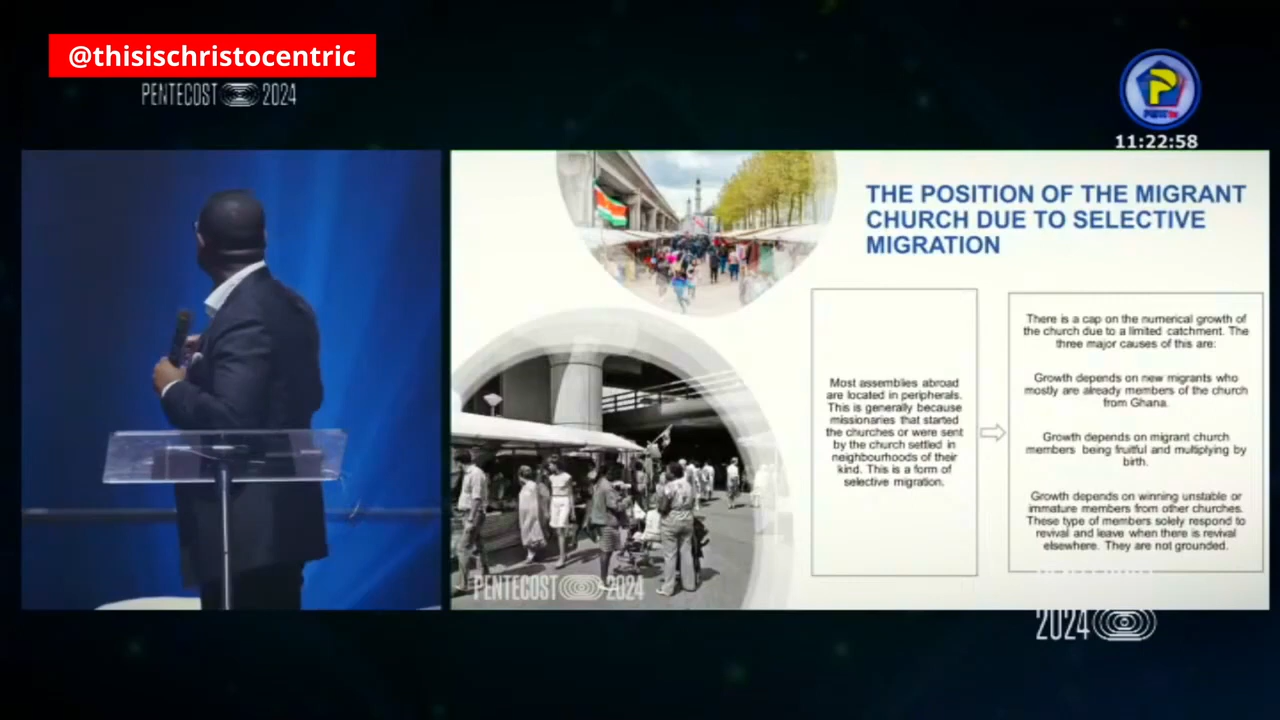 @thisischristocentric
PENTECOST 2024
P
11:22:58
THE POSITION OF THE MIGRANT
CHURCH DUE TO SELECTIVE
MIGRATION
Most assemblies abroad
are located in peripherals.
This is generally because
missionaries that started
the churches or were sent
by the church settled in
neighbourhoods of their
kind. This is a form of
selective migration.
There is a cap on the numerical growth of
the church due to a limited catchment. The
three major causes of this are:
Growth depends on new migrants who
mostly are already members of the church
from Ghana.
Growth depends on migrant church
members being fruitful and multiplying by
birth.
Growth depends on winning unstable or
immature members from other churches.
These type of members solely respond to
revival and leave when there is revival
elsewhere. They are not grounded.
PENTECOST 2024
2024